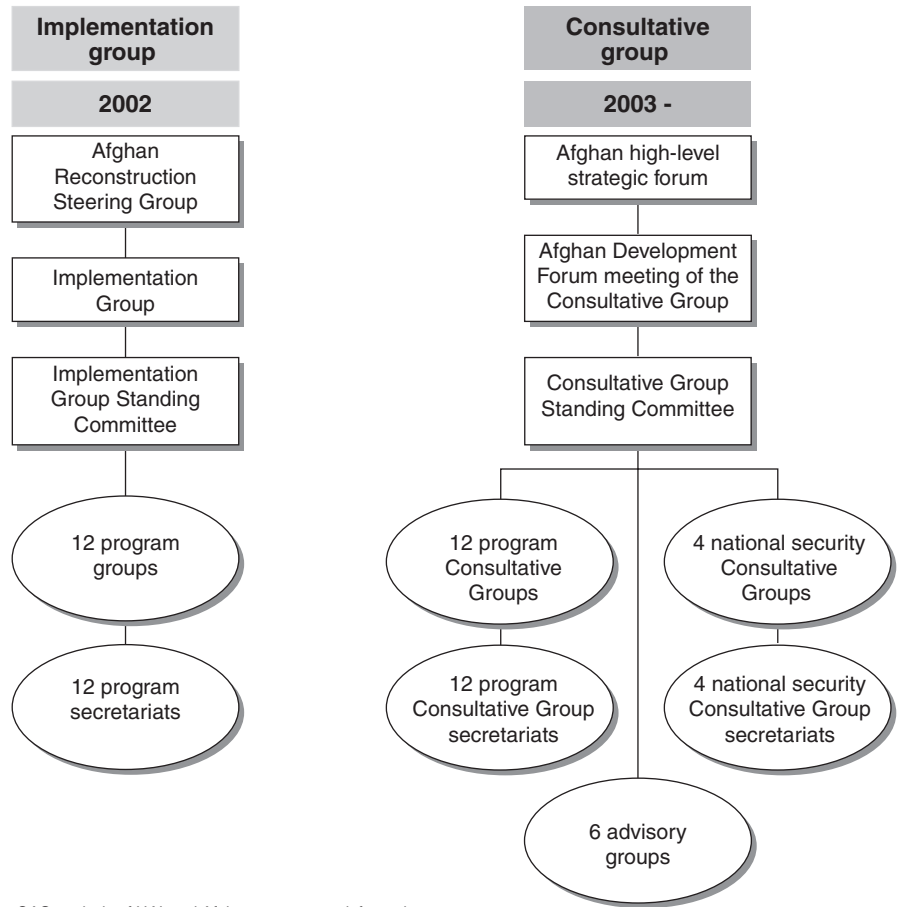 Implementation
group
2002
Afghan
Reconstruction
Steering Group
Implementation
Group
Implementation
Group Standing
Committee
12 program
groups
12 program
secretariats
Consultative
group
2003 -
Afghan high-level
strategic forum
Afghan Development
Forum meeting of the
Consultative Group
Consultative Group
Standing Committee
12 program
Consultative
Groups
4 national security
Consultative
Groups
12 program
Consultative Group
secretariats
4 national security
Consultative Group
secretariats
6 advisory
groups